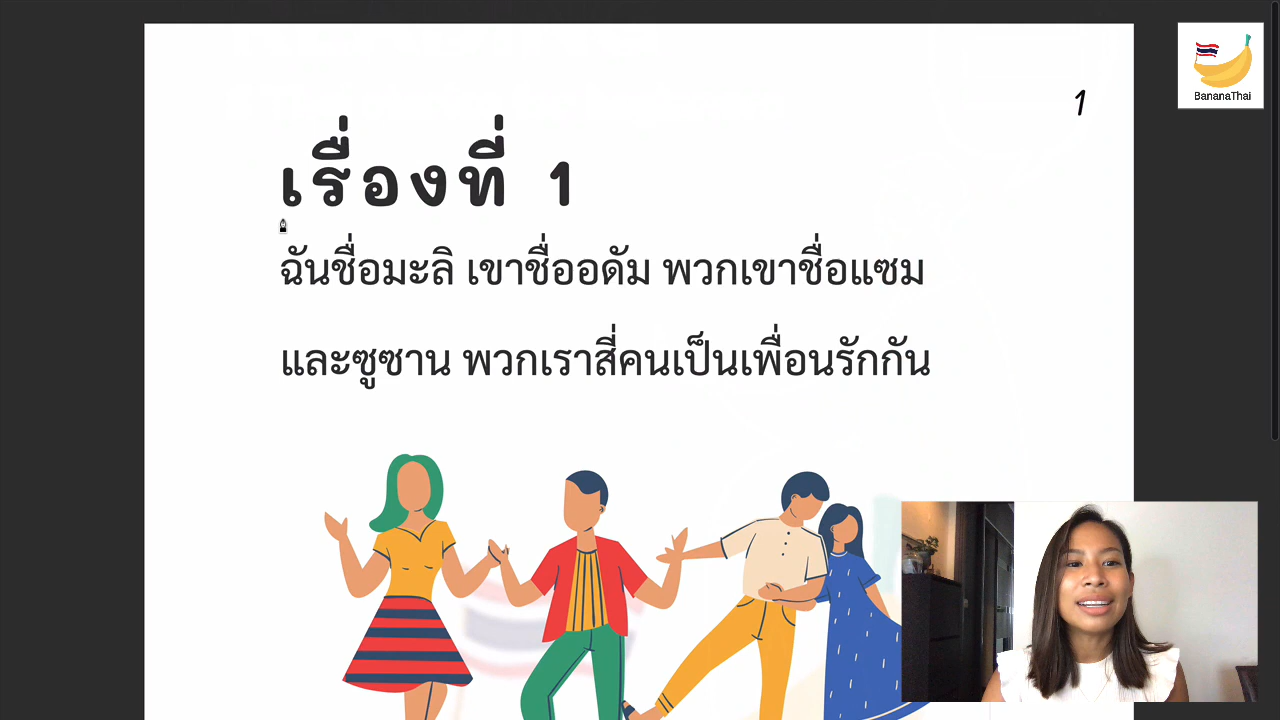 1
BananaThai
เรื่องที่ 1
ฉันชื่อมะลิ เขาชื่ออดัม พวกเขาชื่อแซม
และซูซาน พวกเราสี่คนเป็นเพื่อนรักกัน